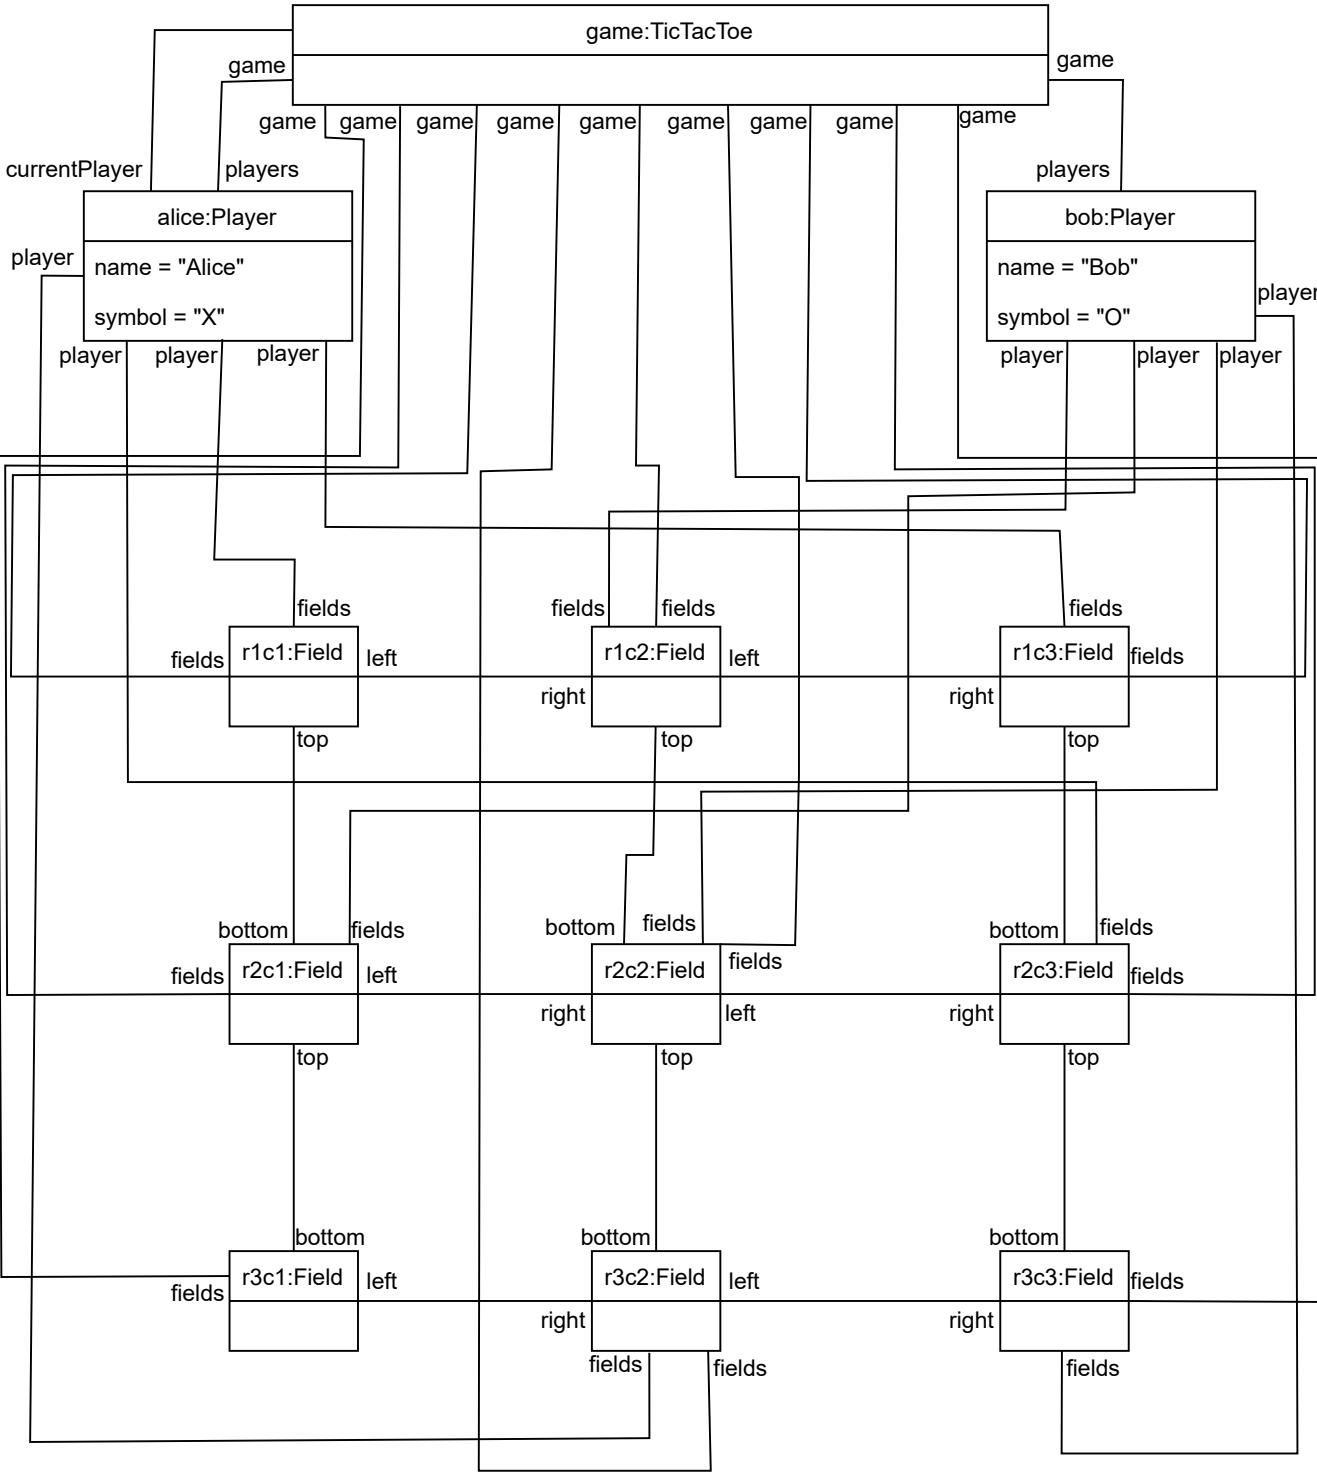 game:TicTacToe
game
game
game
game
game
game
game
game
game
game
game
currentPlayer
players
players
alice:Player
bob:Player
player
name = "Alice"
name = "Bob"
player
symbol = "X"
symbol = "O"
player
player
player
player
player
player
fields
fields
fields
fields
r1c1:Field
r1c2:Field
r1c3:Field
fields
left
left
fields
right
right
top
top
top
bottom
fields
bottom
fields
bottom
fields
r2c1:Field
r2c2:Field
r2c3:Field
fields
left
fields
fields
right
left
right
top
top
top
bottom
bottom
bottom
r3c1:Field
r3c2:Field
r3c3:Field
fields
left
left
fields
right
right
fields
fields
fields